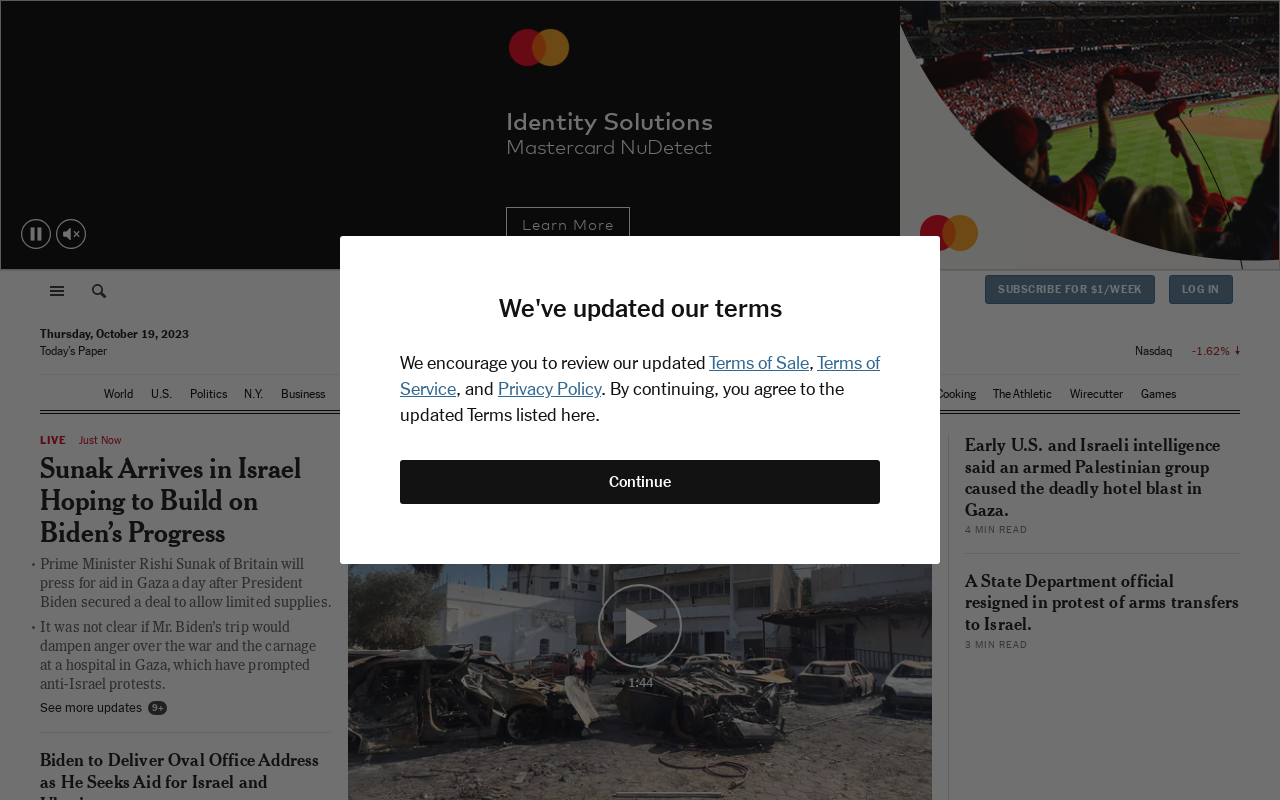 Identity Solutions
Mastercard NuDetect
Learn More
SUBSCRIBE FOR $1/WEEK
LOG IN
Thursday, October 19, 2023
Today's Paper
Nasdaq -1.62%
World U.S. Politics N.Y. Business
Cooking The Athletic Wirecutter Games
We've updated our terms
We encourage you to review our updated Terms of Sale, Terms of
Service, and Privacy Policy. By continuing, you agree to the
updated Terms listed here.
Continue
LIVE Just Now
Sunak Arrives in Israel
Hoping to Build on
Biden's Progress
• Prime Minister Rishi Sunak of Britain will
press for aid in Gaza a day after President
Biden secured a deal to allow limited supplies.
• It was not clear if Mr. Biden's trip would
dampen anger over the war and the carnage
at a hospital in Gaza, which have prompted
anti-Israel protests.
See more updates 9+
Biden to Deliver Oval Office Address
as He Seeks Aid for Israel and
1:44
Early U.S. and Israeli intelligence
said an armed Palestinian group
caused the deadly hotel blast in
Gaza.
4 MIN READ
A State Department official
resigned in protest of arms transfers
to Israel.
3 MIN READ